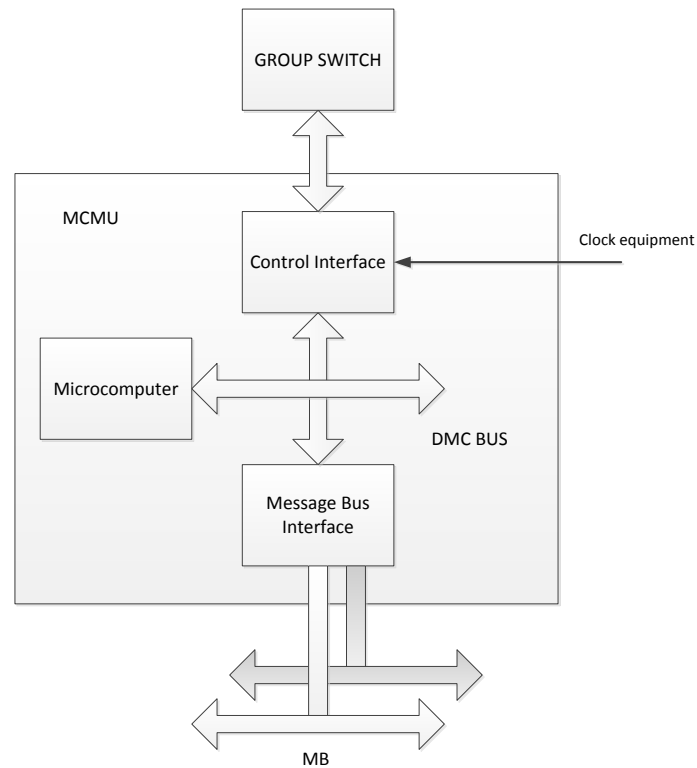 GROUP SWITCH
MCMU
Control Interface
Clock equipment
Microcomputer
DMC BUS
Message Bus
Interface
MB